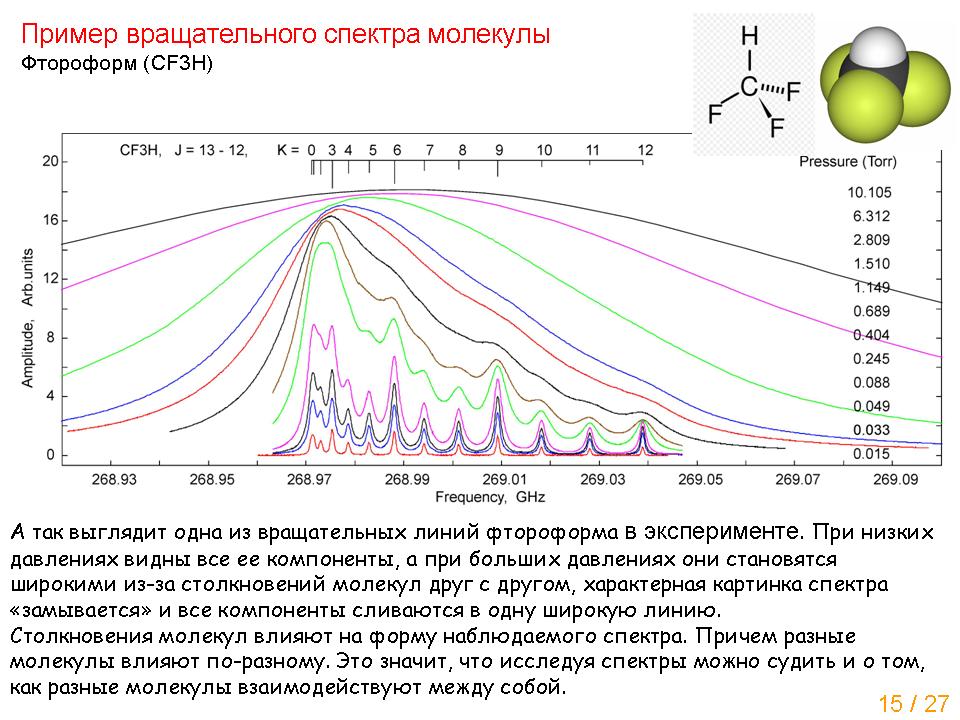 Пример вращательного спектра молекулы
Фтороформ (CF3H)
H
C
F
F
F
CF3H, J = 13 - 12, K = 0 3 4 5 6 7 8 9 10 11 12
Pressure (Torr)
10.105
6.312
2.809
1.510
1.149
0.689
0.404
0.245
0.088
0.049
0.033
0.015
20
16
12
8
4
0
Amplitude, Arb.units
268.93 268.95 268.97 268.99 269.01 269.03 269.05 269.07 269.09
Frequency, GHz
А так выглядит одна из вращательных линий фтороформа в эксперименте. При низких
давлениях видны все ее компоненты, а при больших давлениях они становятся
широкими из-за столкновений молекул друг с другом, характерная картинка спектра
«замывается» и все компоненты сливаются в одну широкую линию.
Столкновения молекул влияют на форму наблюдаемого спектра. Причем разные
молекулы влияют по-разному. Это значит, что исследуя спектры можно судить и о том,
как разные молекулы взаимодействуют между собой.
15 / 27